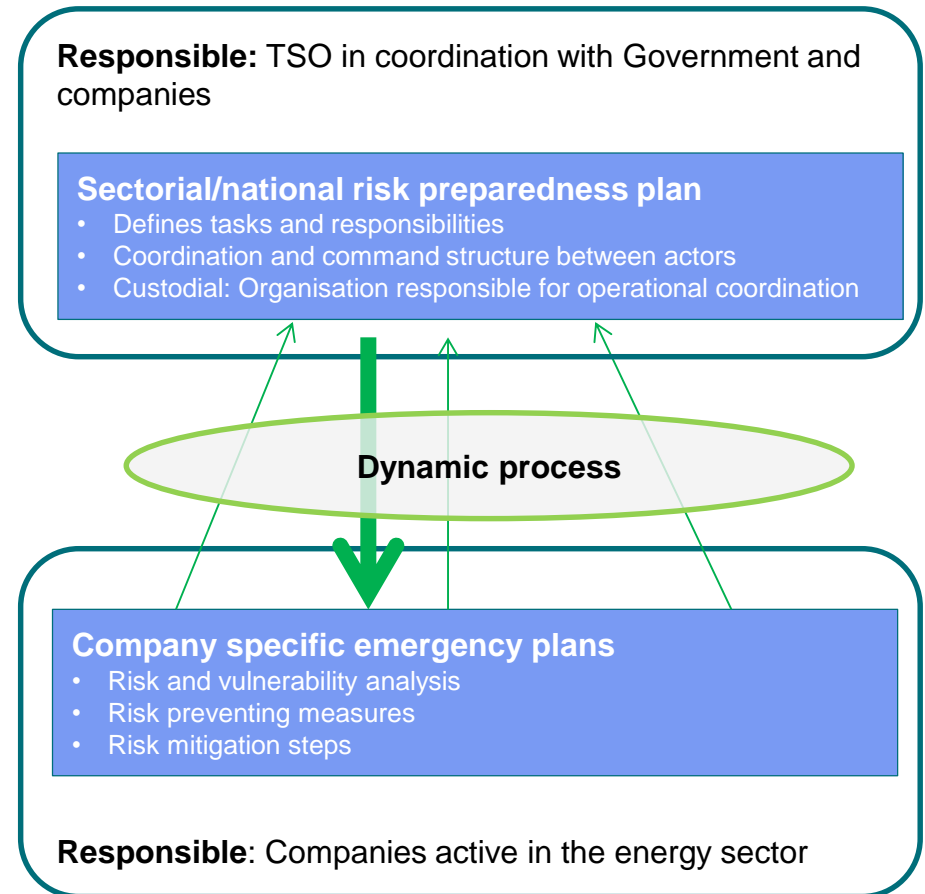 Responsible: TSO in coordination with Government and
companies
Sectorial/national risk preparedness plan
• Defines tasks and responsibilities
• Coordination and command structure between actors
• Custodial: Organisation responsible for operational coordination
Dynamic process
Company specific emergency plans
• Risk and vulnerability analysis
• Risk preventing measures
• Risk mitigation steps
Responsible: Companies active in the energy sector